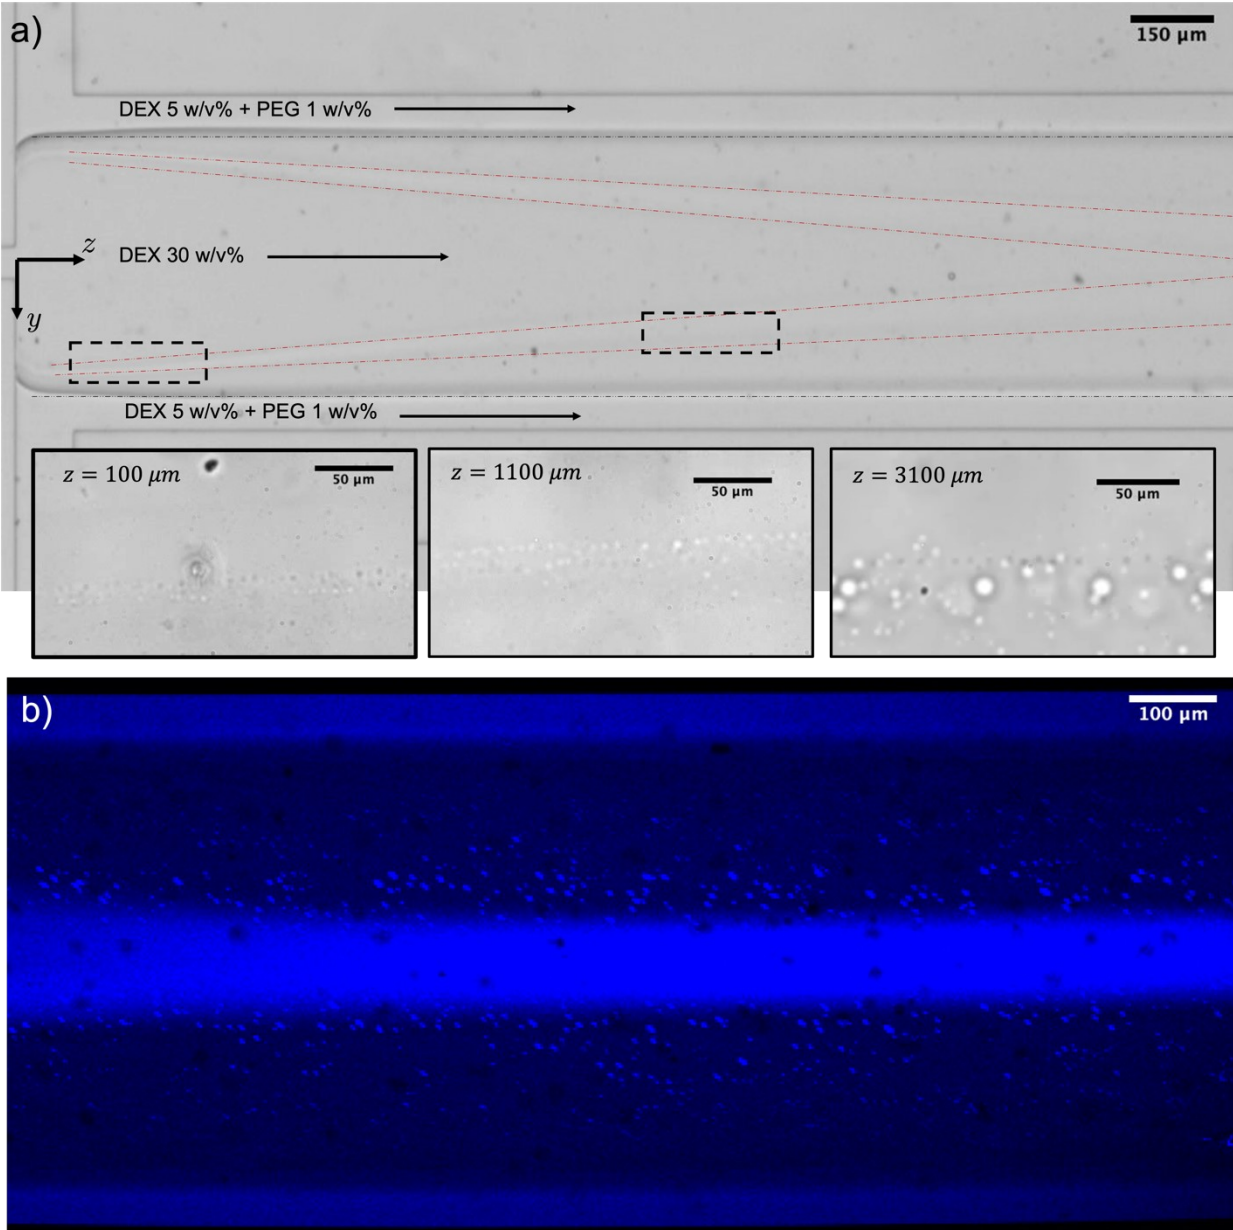 a)
150 µm
DEX 5 w/v% + PEG 1 w/v%
z
DEX 30 w/v%
y
DEX 5 w/v% + PEG 1 w/v%
z = 100 μm
50 µm
z = 1100 μm
50 µm
z = 3100 μm
50 µm
b)
100 µm